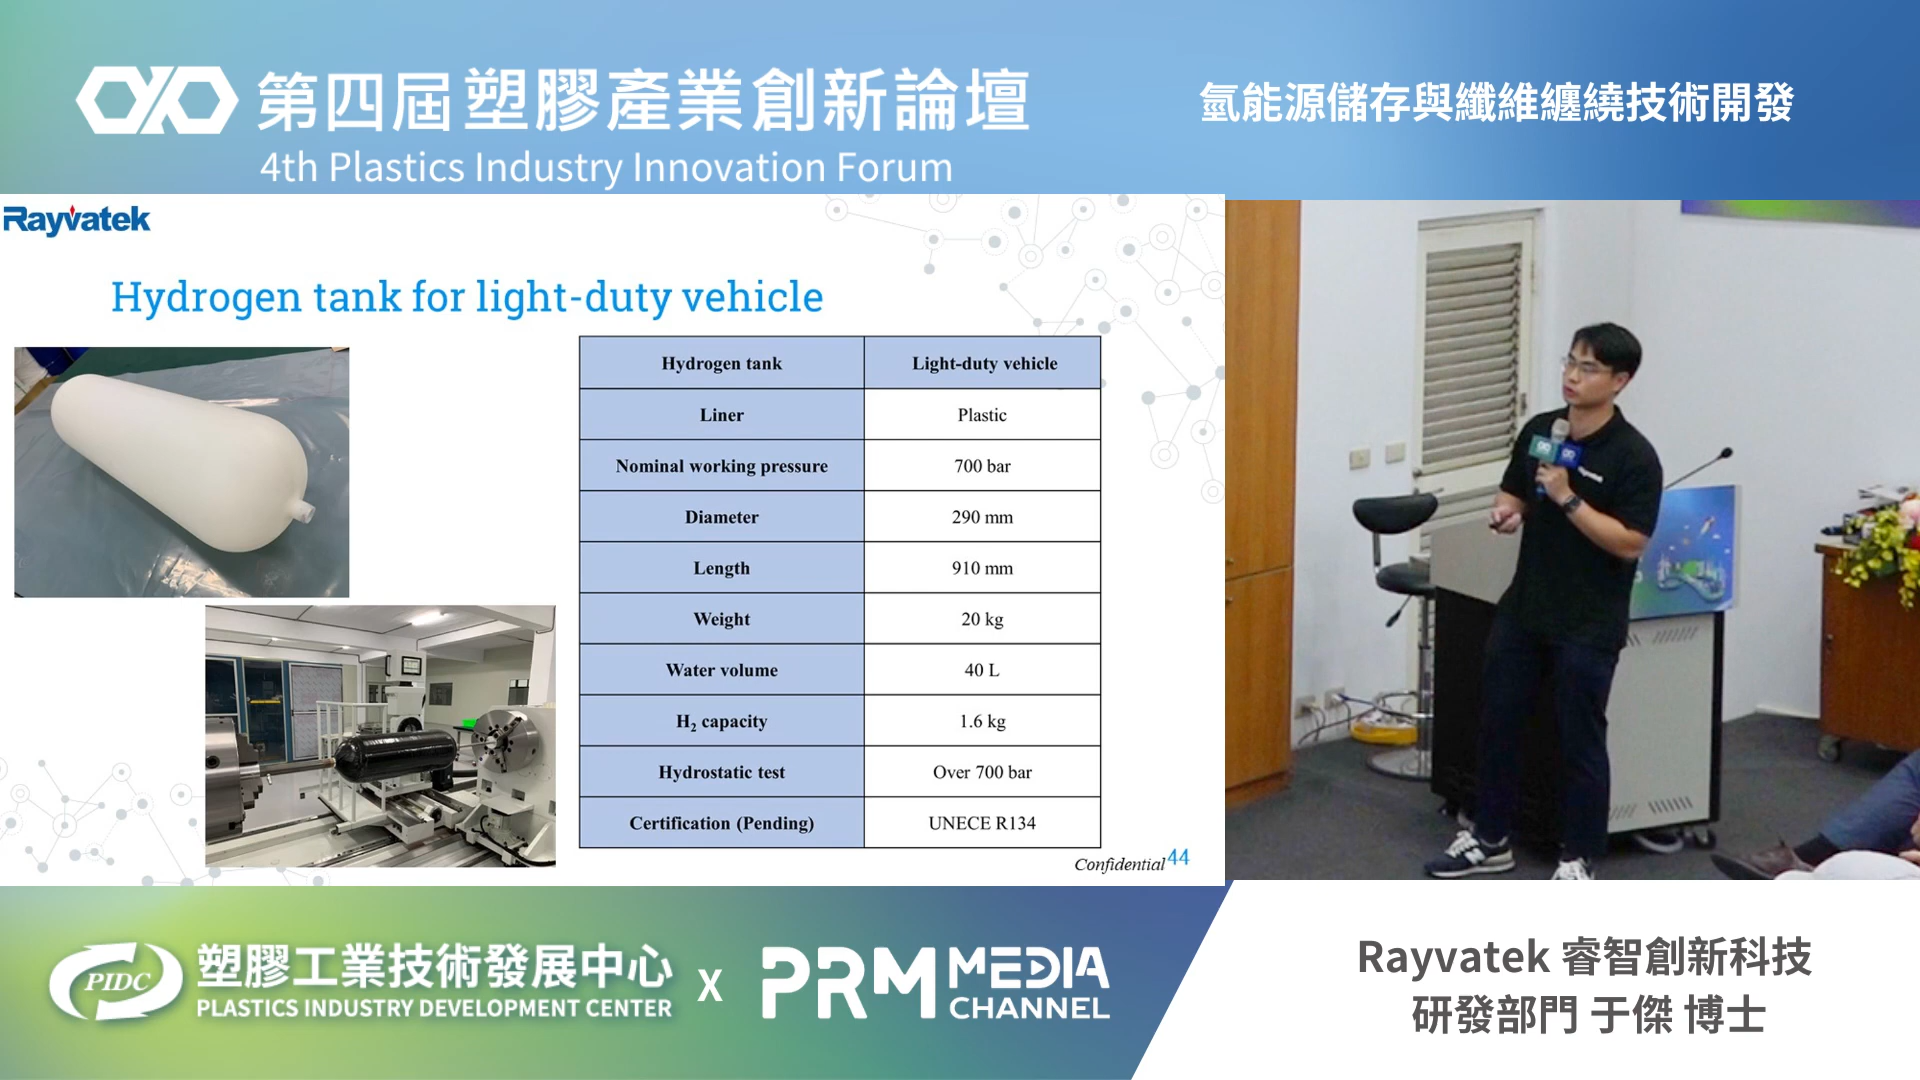 第四屆塑膠產業創新論壇
4th Plastics Industry Innovation Forum
氫能源儲存與纖維纏繞技術開發
Rayvatek
Hydrogen tank for light-duty vehicle
Hydrogen tank Light-duty vehicle
Liner Plastic
Nominal working pressure 700 bar
Diameter 290 mm
Length 910 mm
Weight 20 kg
Water volume 40 L
H₂ capacity 1.6 kg
Hydrostatic test Over 700 bar
Certification (Pending) UNECE R134
Confidential 44
PIDC 塑膠工業技術發展中心
PLASTICS INDUSTRY DEVELOPMENT CENTER
X
PRM MEDIA
CHANNEL
Rayvatek 睿智創新科技
研發部門 于傑 博士